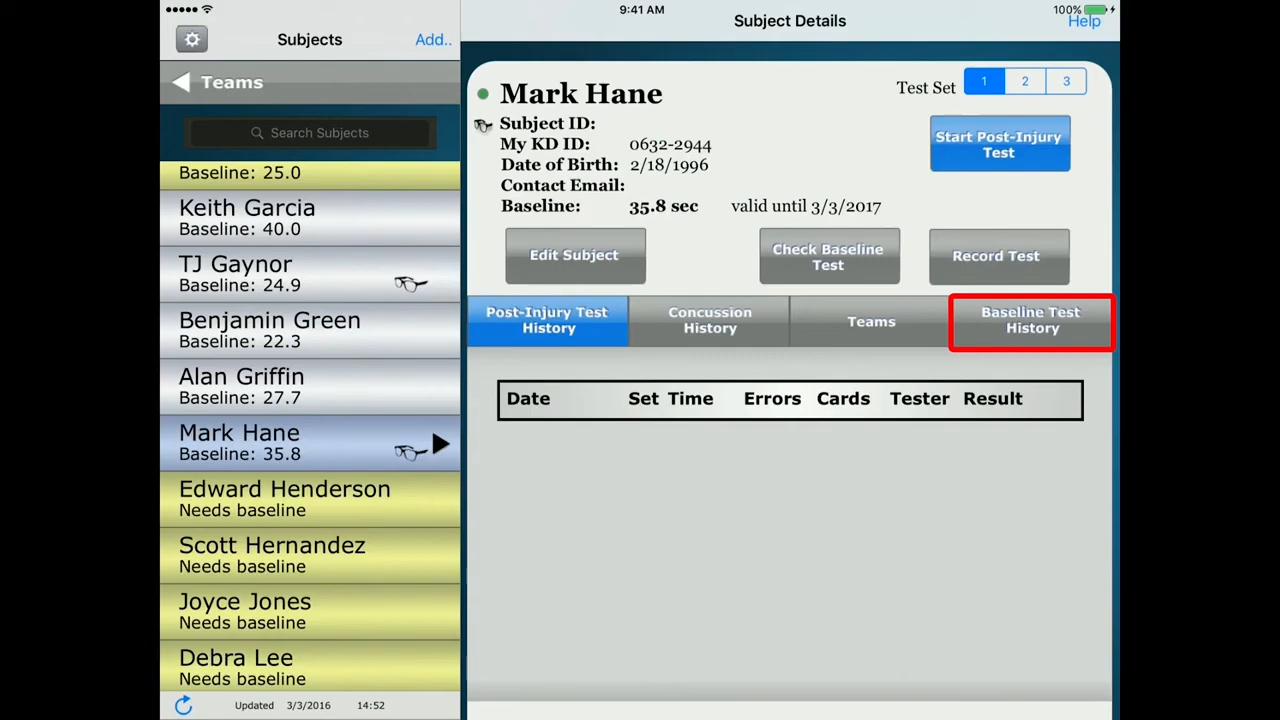 9:41 AM
100%
Subjects
Add..
Subject Details
Help
Teams
Search Subjects
Baseline: 25.0
Keith Garcia
Baseline: 40.0
TJ Gaynor
Baseline: 24.9
Benjamin Green
Baseline: 22.3
Alan Griffin
Baseline: 27.7
Mark Hane
Baseline: 35.8
Edward Henderson
Needs baseline
Scott Hernandez
Needs baseline
Joyce Jones
Needs baseline
Debra Lee
Needs baseline
Updated 3/3/2016 14:52
Mark Hane
Test Set 1 2 3
Subject ID:
My KD ID: 0632-2944
Date of Birth: 2/18/1996
Contact Email:
Baseline: 35.8 sec valid until 3/3/2017
Start Post-Injury
Test
Edit Subject
Check Baseline
Test
Record Test
Post-Injury Test
History
Concussion
History
Teams
Baseline Test
History
Date Set Time Errors Cards Tester Result